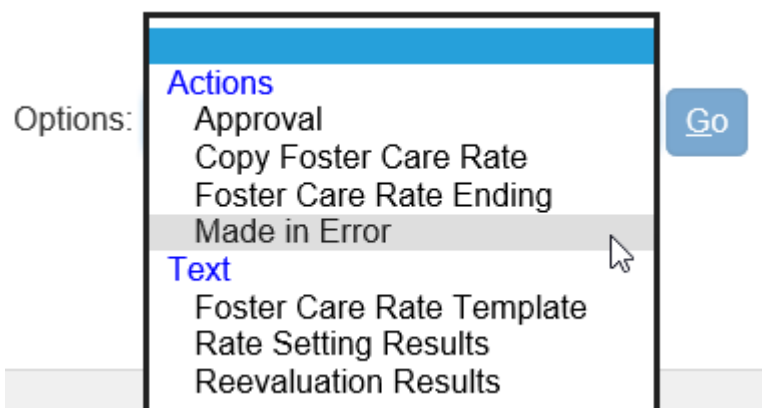 Actions
Options:
Approval
Go
Copy Foster Care Rate
Foster Care Rate Ending
Made in Error
Text
Foster Care Rate Template
Rate Setting Results
Reevaluation Results